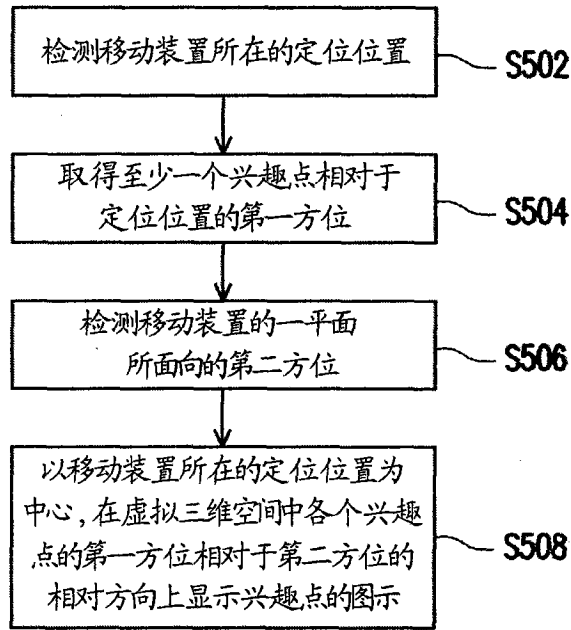 检测移动装置所在的定位位置
S502
取得至少一个兴趣点相对于
定位位置的第一方位
S504
检测移动装置的一平面
所面向的第二方位
S506
以移动装置所在的定位位置为
中心，在虚拟三维空间中各个兴趣
点的第一方位相对于第二方位的
相对方向上显示兴趣点的图示
S508